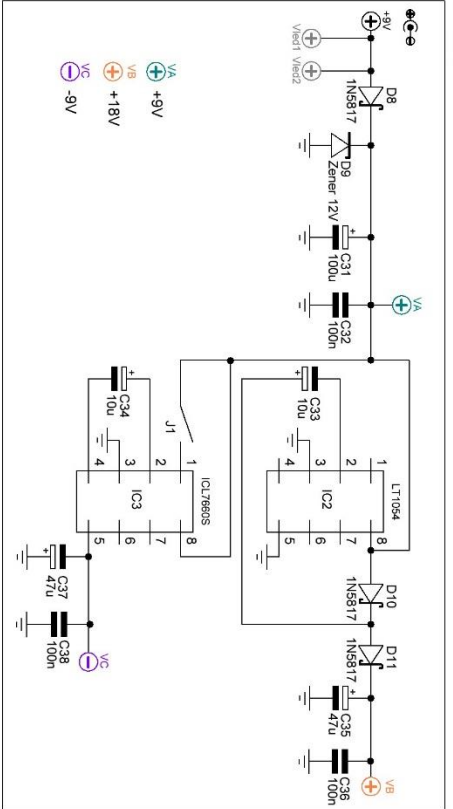 +9V
Vled1
Vled2
D8
1N5817
D9
Zener 12V
C31
100u
C32
100n
VA
VA
+9V
VB
+18V
VC
-9V
J1
C33
10u
LT1054
IC2
1
2
3
4
8
7
6
5
C34
10u
ICL7660S
IC3
1
2
3
4
8
7
6
5
D10
1N5817
D11
1N5817
C35
47u
C36
100n
VB
C37
47u
C38
100n
VC